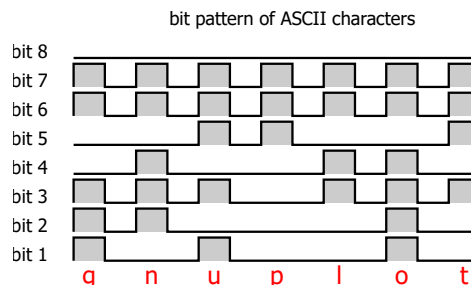 bit pattern of ASCII characters
bit 8
bit 7
bit 6
bit 5
bit 4
bit 3
bit 2
bit 1
g n u p l o t